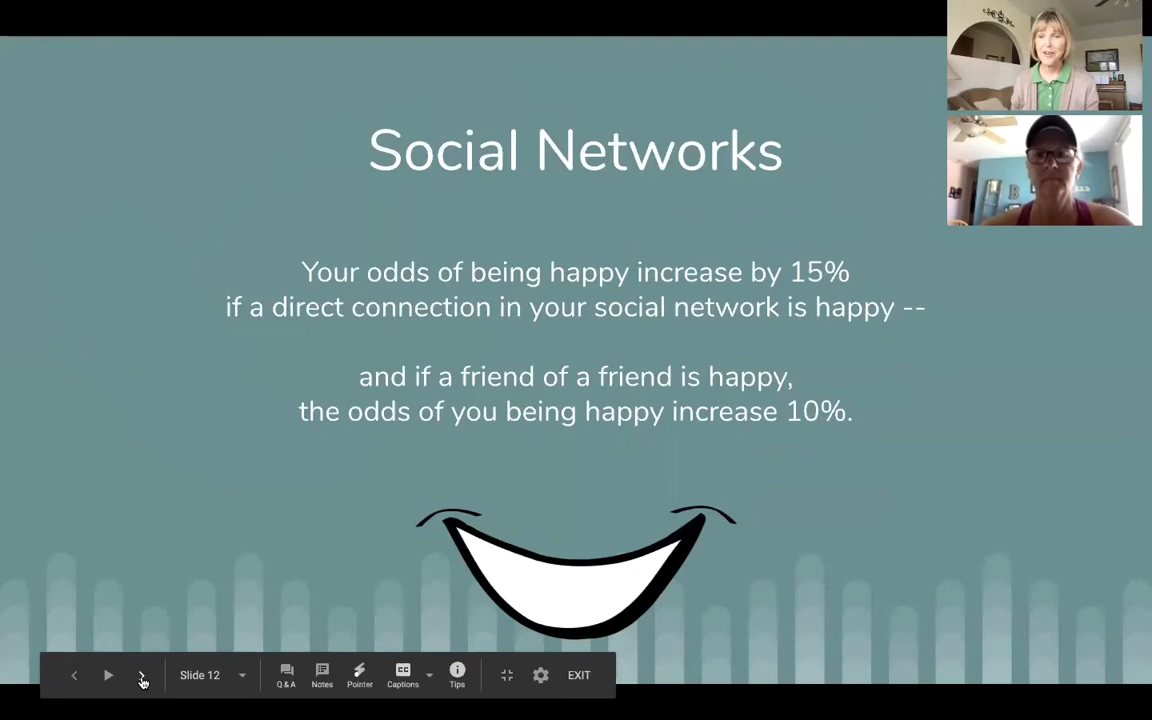 Social Networks
Your odds of being happy increase by 15%
if a direct connection in your social network is happy --
and if a friend of a friend is happy,
the odds of you being happy increase 10%.
B
Slide 12
Q & A
Notes
Pointer
Captions
Tips
EXIT